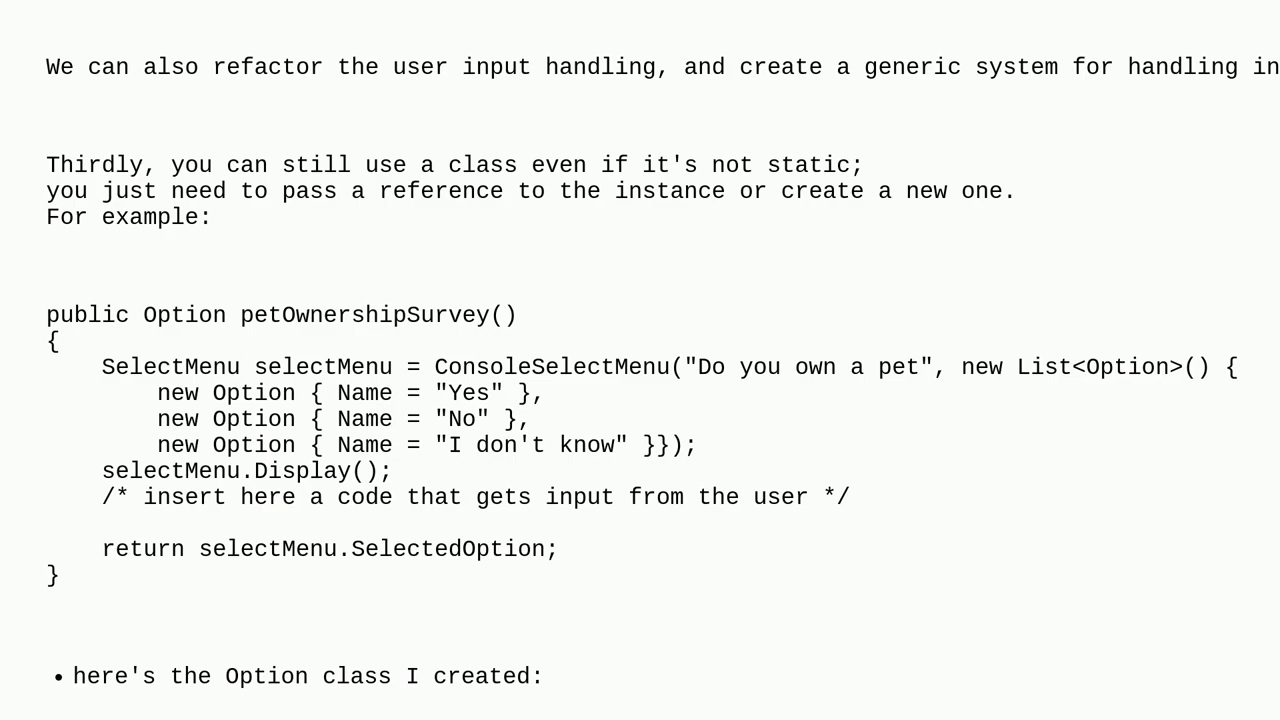 We can also refactor the user input handling, and create a generic system for handling in
Thirdly, you can still use a class even if it's not static;
you just need to pass a reference to the instance or create a new one.
For example:
public Option petOwnershipSurvey()
{
    SelectMenu selectMenu = ConsoleSelectMenu("Do you own a pet", new List<Option>() {
        new Option { Name = "Yes" },
        new Option { Name = "No" },
        new Option { Name = "I don't know" }});
    selectMenu.Display();
    /* insert here a code that gets input from the user */
    return selectMenu.SelectedOption;
}
• here's the Option class I created: